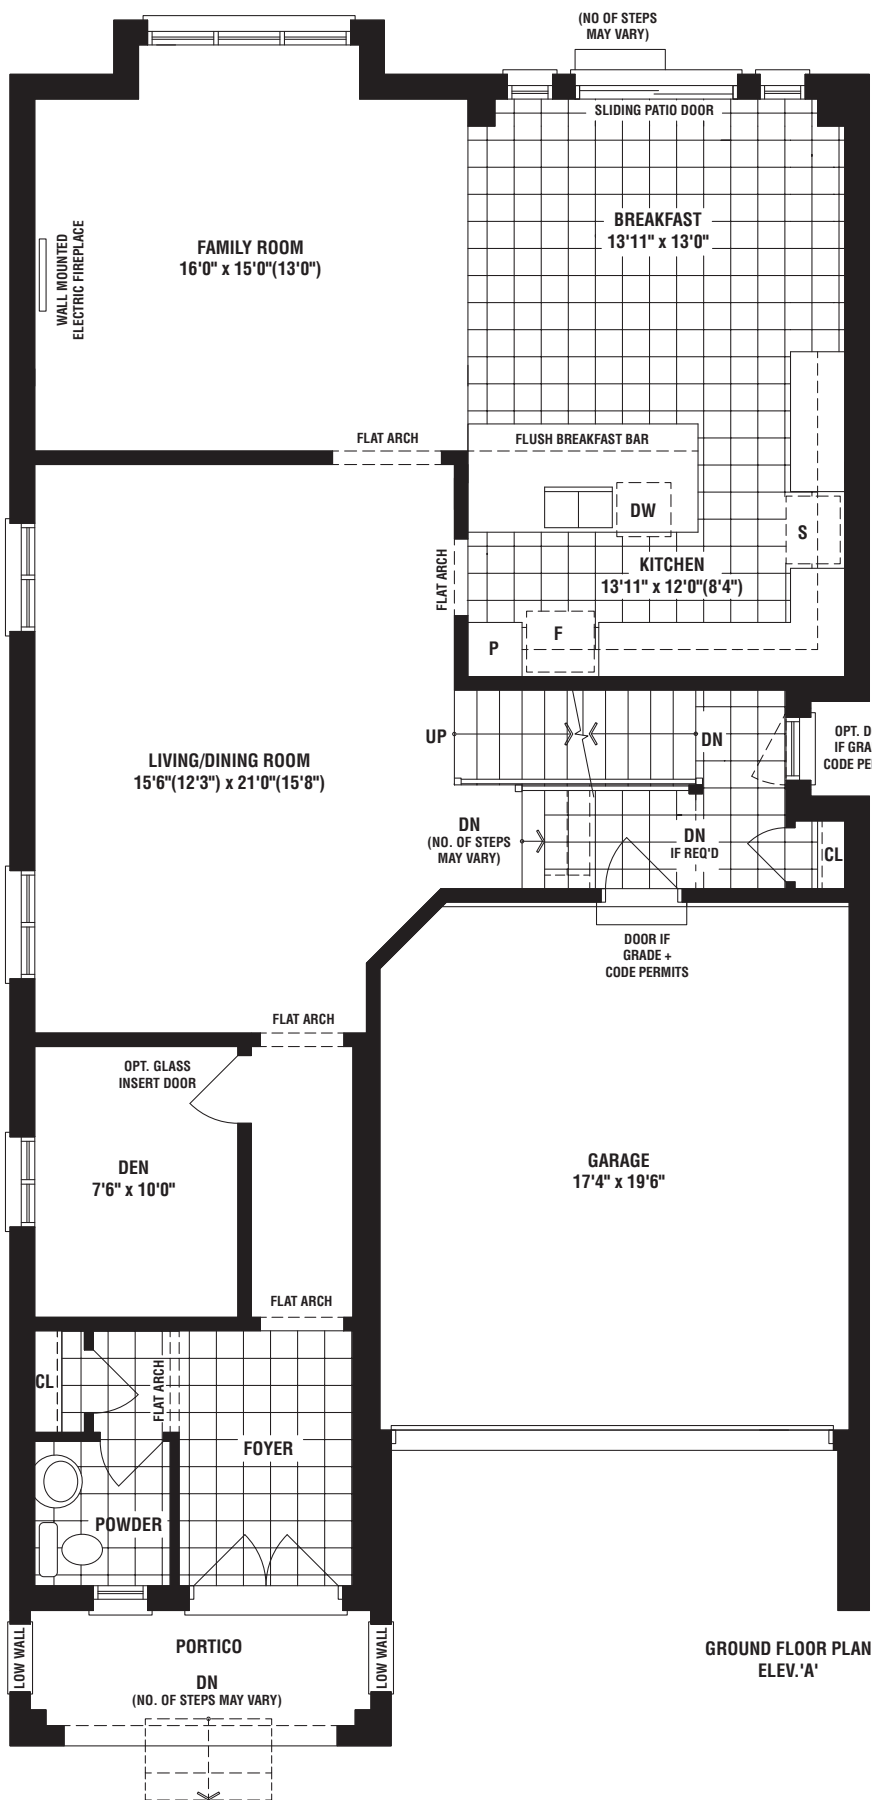 (NO OF STEPS
MAY VARY)
SLIDING PATIO DOOR
BREAKFAST
13'11" x 13'0"
FAMILY ROOM
16'0" x 15'0"(13'0")
WALL MOUNTED
ELECTRIC FIREPLACE
FLAT ARCH
FLUSH BREAKFAST BAR
DW
S
FLAT ARCH
KITCHEN
13'11" x 12'0"(8'4")
P
F
UP
DN
OPT. D
IF GRA
CODE PE
LIVING/DINING ROOM
15'6"(12'3") x 21'0"(15'8")
DN
(NO. OF STEPS
MAY VARY)
DN
IF REQ'D
CL
DOOR IF
GRADE +
CODE PERMITS
FLAT ARCH
OPT. GLASS
INSERT DOOR
DEN
7'6" x 10'0"
GARAGE
17'4" x 19'6"
FLAT ARCH
CL
FLAT ARCH
FOYER
POWDER
LOW WALL
PORTICO
LOW WALL
DN
(NO. OF STEPS MAY VARY)
GROUND FLOOR PLAN
ELEV.'A'